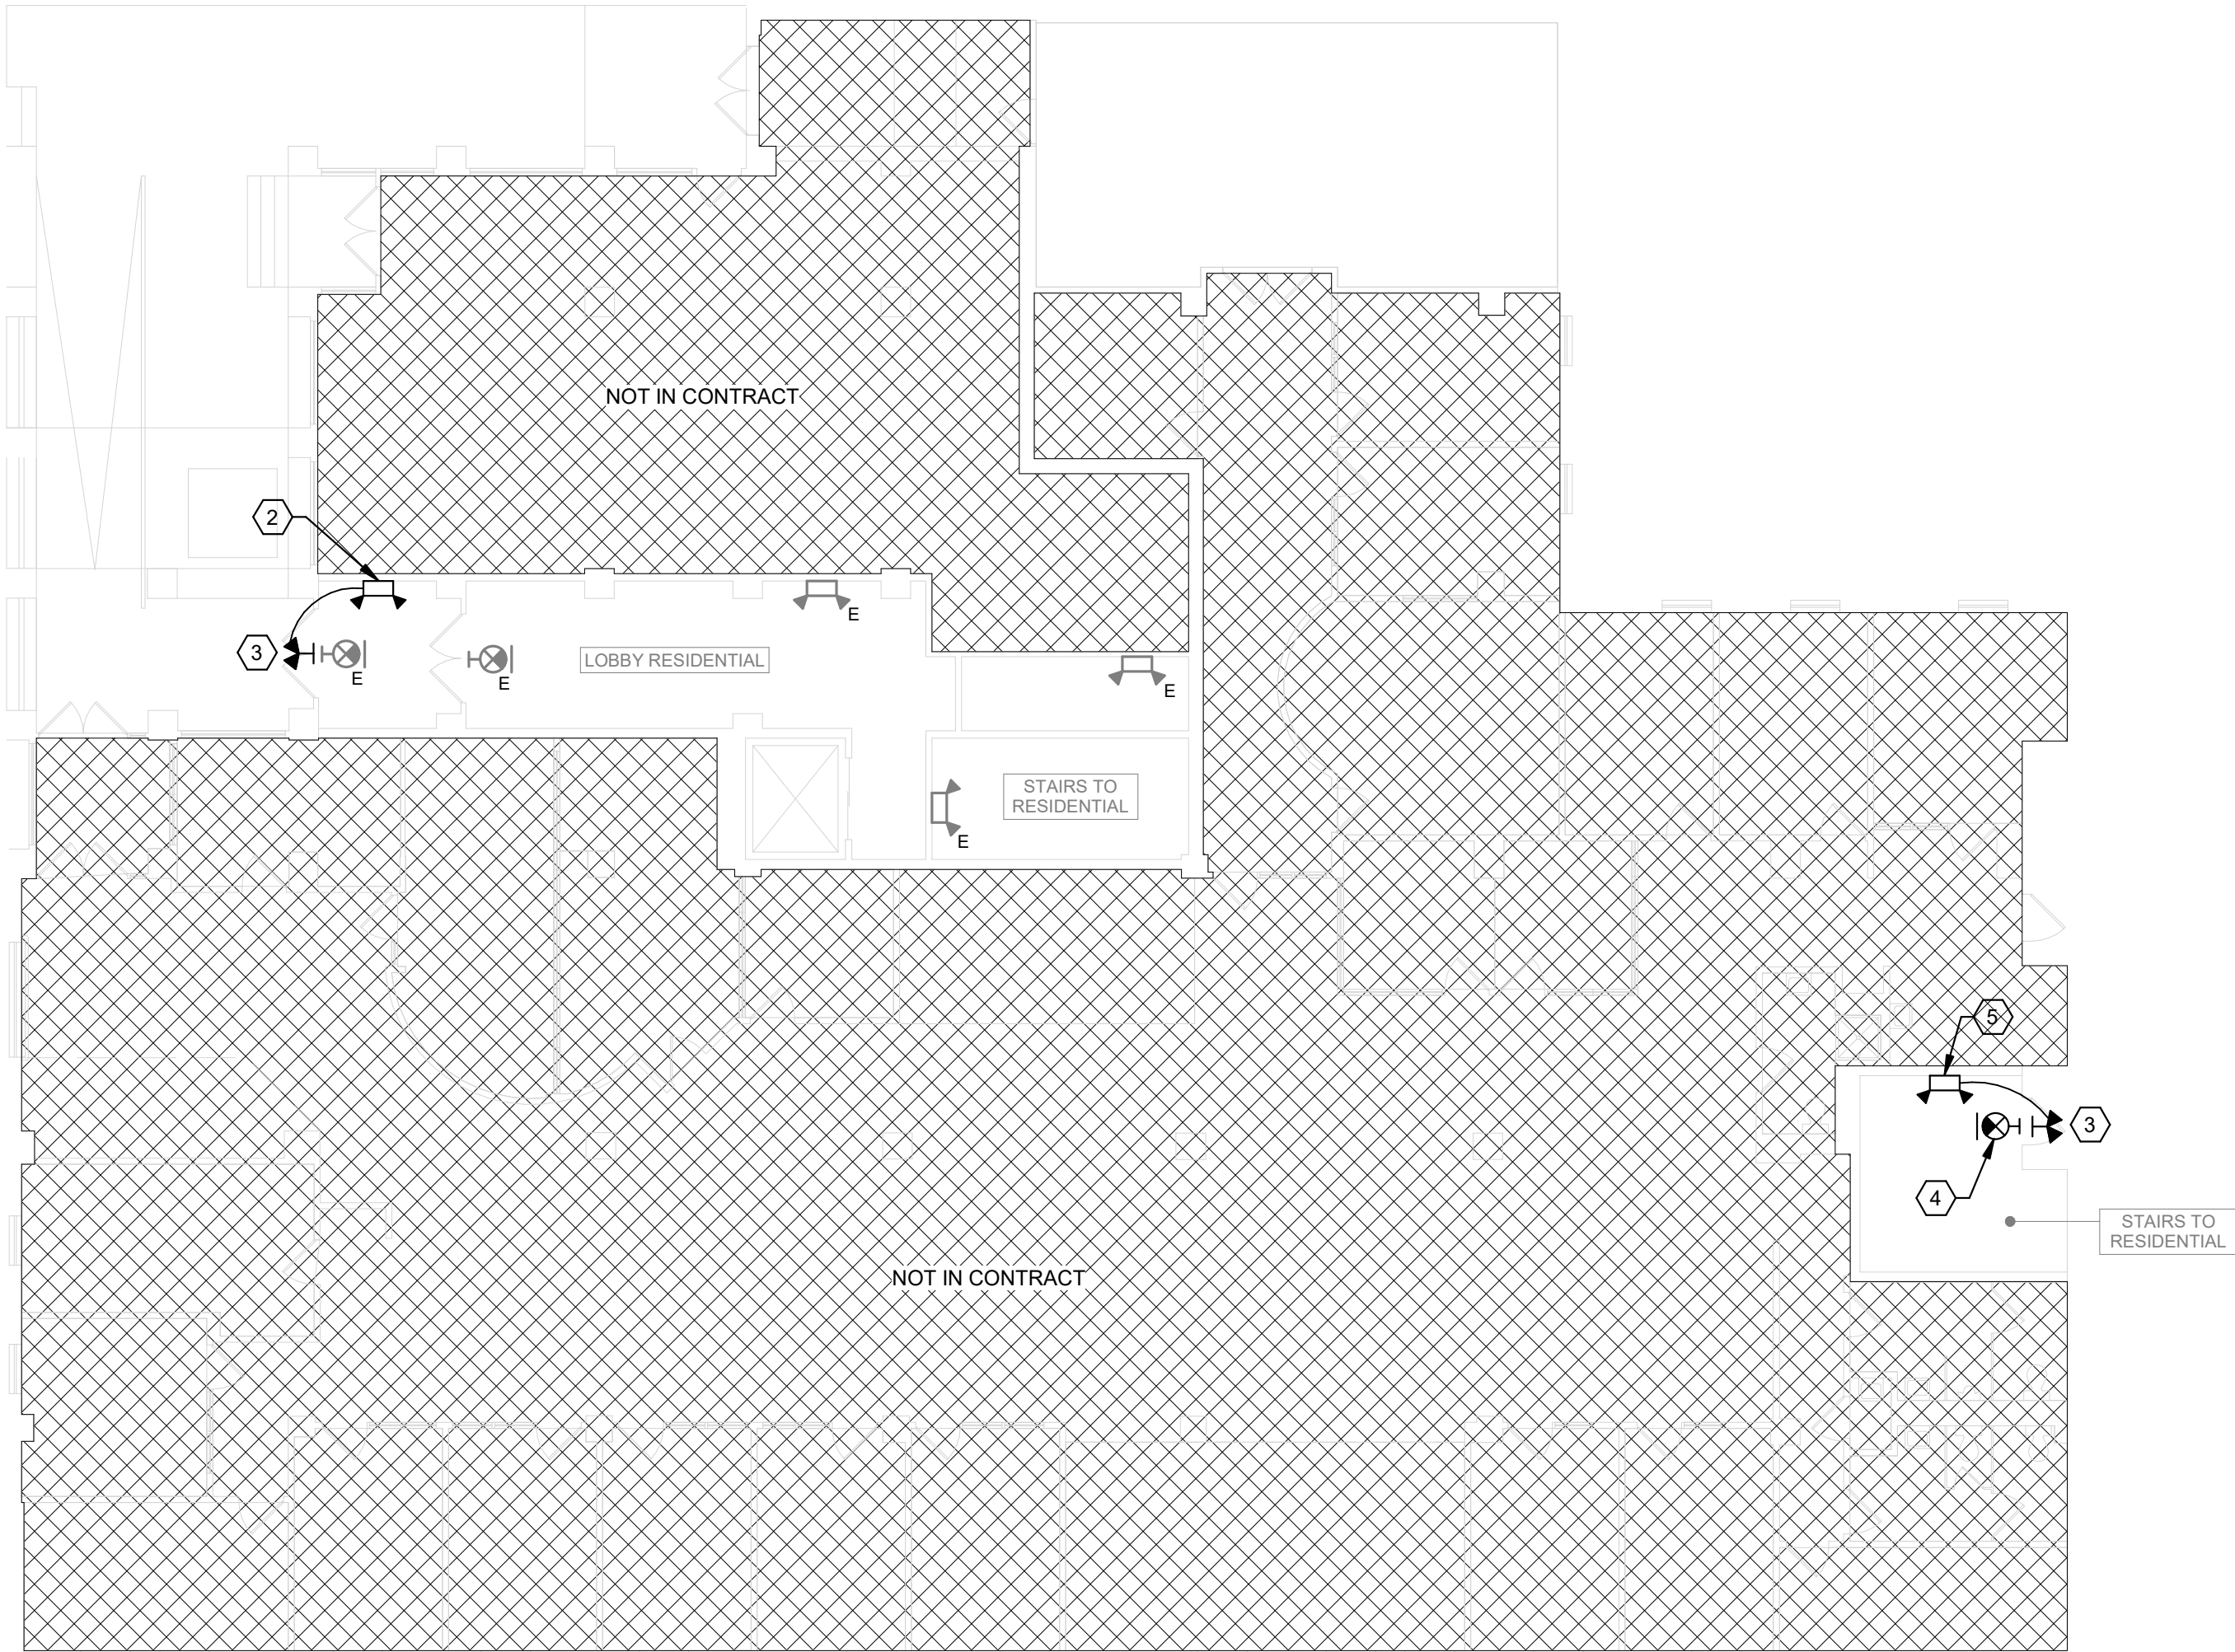 NOT IN CONTRACT
2
E
3
E
E
LOBBY RESIDENTIAL
E
STAIRS TO
RESIDENTIAL
E
5
3
4
STAIRS TO
RESIDENTIAL
NOT IN CONTRACT